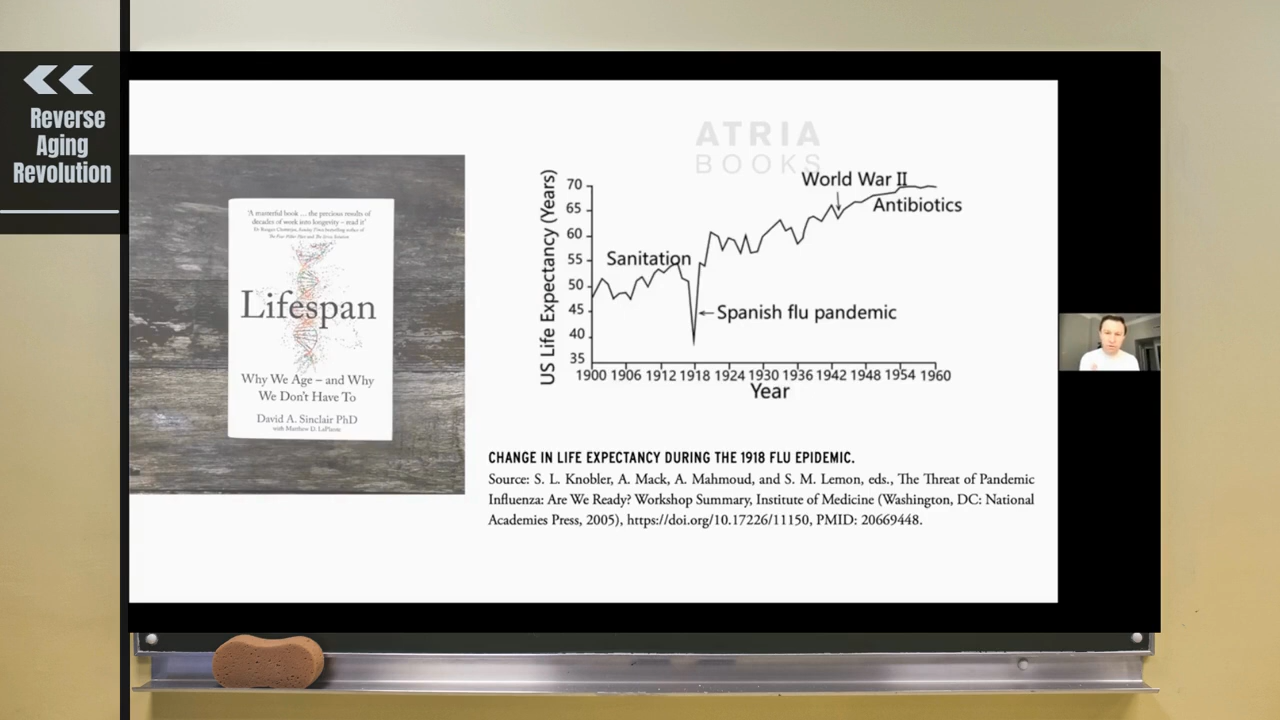 Reverse
Aging
Revolution
'A masterful book ... the precious results of
decades of work into longevity – read it'
Lifespan
Why We Age – and Why
We Don't Have To
David A. Sinclair PhD
with Matthew D. LaPlante
ATRIA
BOOKS
US Life Expectancy (Years)
70
65
60
55
50
45
40
35
World War II
Antibiotics
Sanitation
Spanish flu pandemic
1900 1906 1912 1918 1924 1930 1936 1942 1948 1954 1960
Year
CHANGE IN LIFE EXPECTANCY DURING THE 1918 FLU EPIDEMIC.
Source: S. L. Knobler, A. Mack, A. Mahmoud, and S. M. Lemon, eds., The Threat of Pandemic
Influenza: Are We Ready? Workshop Summary, Institute of Medicine (Washington, DC: National
Academies Press, 2005), https://doi.org/10.17226/11150, PMID: 20669448.